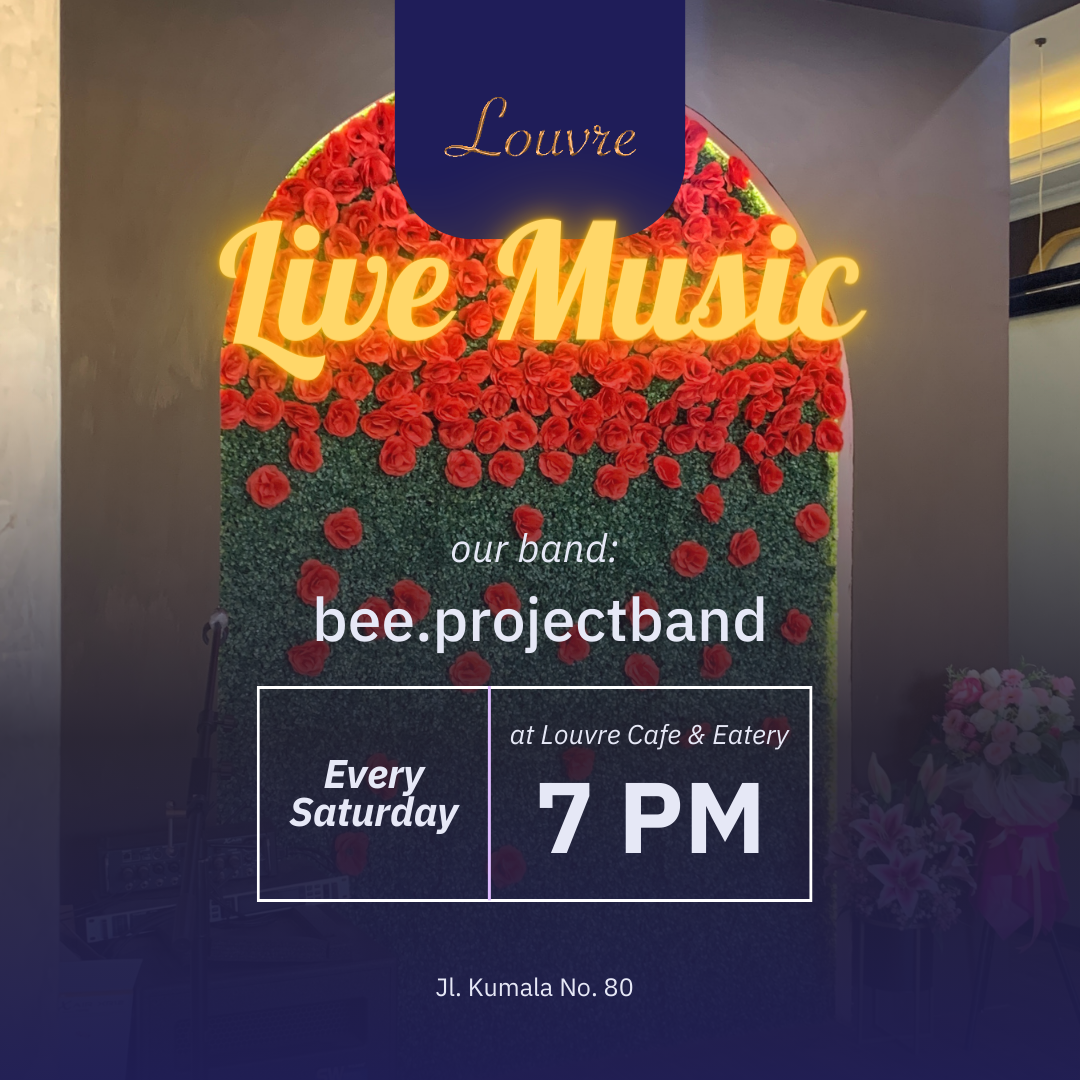 Louvre
Live Music
our band:
bee.projectband
Every
Saturday
at Louvre Cafe & Eatery
7 PM
Jl. Kumala No. 80